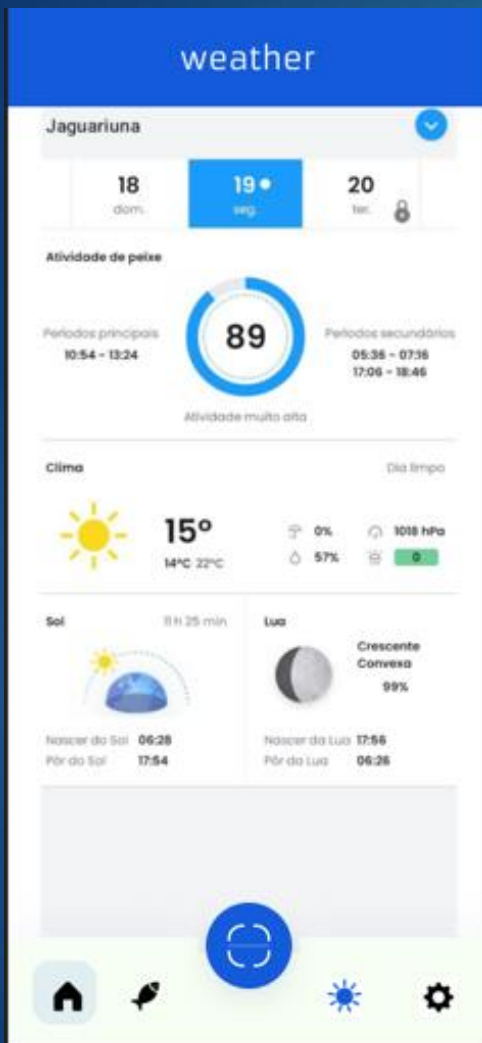 weather
Jaguariuna
18 19 20
dom. seg. ter.
Atividade de peixe
Períodos principais
10:54 - 13:24
89
Períodos secundários
05:36 - 07:16
17:06 - 18:46
Atividade muito alta
Clima
Dia limpo
15º
14ºC 22ºC
0% 1018 hPa
57% 0
Sol 11 h 25 min
Nascer do Sol 06:28
Pôr do Sol 17:54
Lua
Crescente
Convexa
99%
Nascer da Lua 17:56
Pôr da Lua 06:26